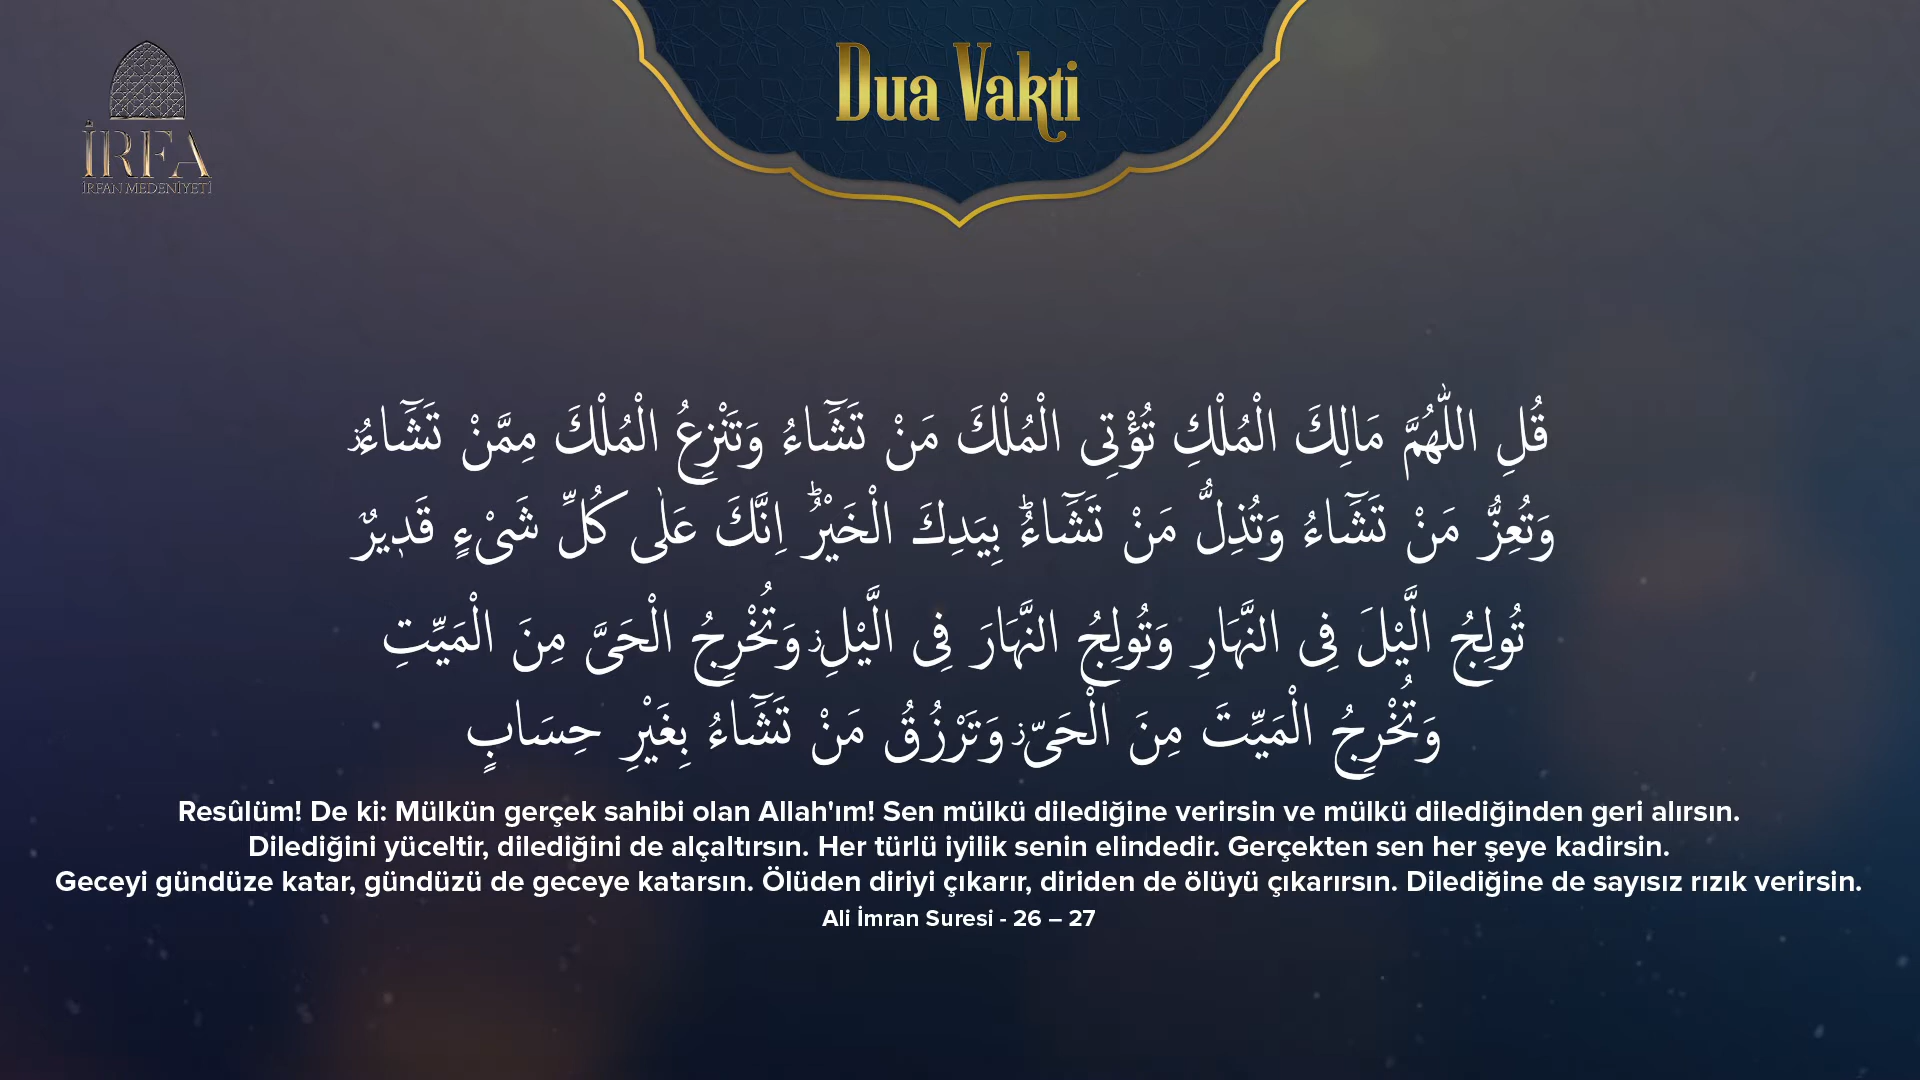 Dua Vakti
İRFA
İRFAN MEDENİYETİ
قُلِ اللّٰهُمَّ مَالِكَ الْمُلْكِ تُؤْتِى الْمُلْكَ مَنْ تَشَٓاءُ وَتَنْزِعُ الْمُلْكَ مِمَّنْ تَشَٓاءُۘ
وَتُعِزُّ مَنْ تَشَٓاءُ وَتُذِلُّ مَنْ تَشَٓاءُۜ بِيَدِكَ الْخَيْرُۜ اِنَّكَ عَلٰى كُلِّ شَىْءٍ قَدٖيرٌ
تُولِجُ الَّيْلَ فِى النَّهَارِ وَتُولِجُ النَّهَارَ فِى الَّيْلِؗ وَتُخْرِجُ الْحَىَّ مِنَ الْمَيِّتِ
وَتُخْرِجُ الْمَيِّتَ مِنَ الْحَىِّؗ وَتَرْزُقُ مَنْ تَشَٓاءُ بِغَيْرِ حِسَابٍ
Resûlüm! De ki: Mülkün gerçek sahibi olan Allah'ım! Sen mülkü dilediğine verirsin ve mülkü dilediğinden geri alırsın.
Dilediğini yüceltir, dilediğini de alçaltırsın. Her türlü iyilik senin elindedir. Gerçekten sen her şeye kadirsin.
Geceyi gündüze katar, gündüzü de geceye katarsın. Ölüden diriyi çıkarır, diriden de ölüyü çıkarırsın. Dilediğine de sayısız rızık verirsin.
Ali İmran Suresi - 26 – 27